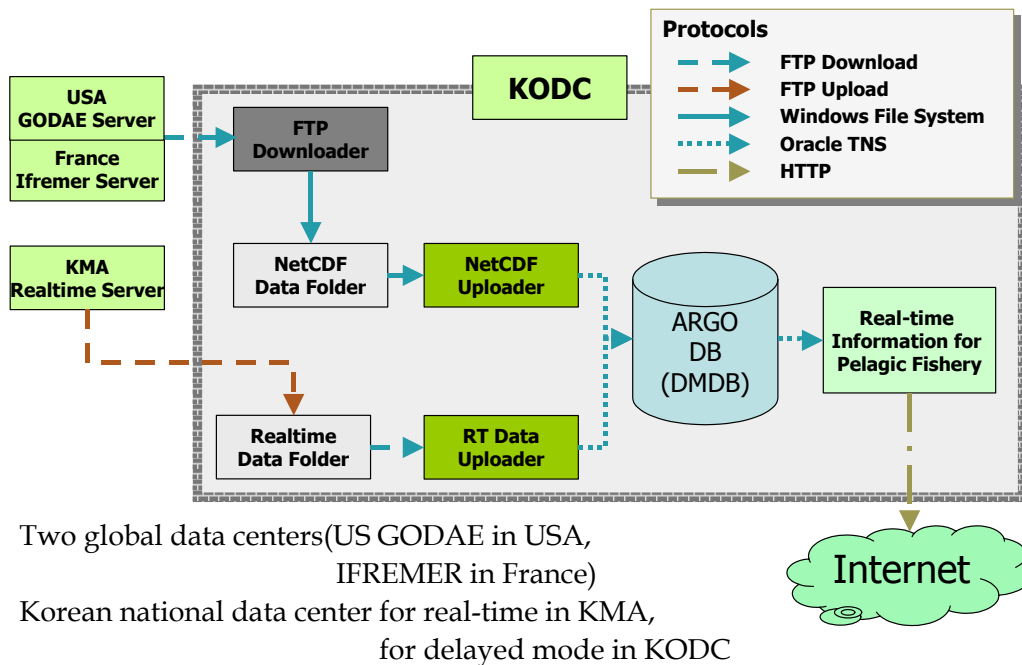 Protocols
FTP Download
FTP Upload
Windows File System
Oracle TNS
HTTP
KODC
USA
GODAE Server
France
Ifremer Server
FTP
Downloader
KMA
Realtime Server
NetCDF
Data Folder
NetCDF
Uploader
ARGO
DB
(DMDB)
Real-time
Information for
Pelagic Fishery
Realtime
Data Folder
RT Data
Uploader
Internet
Two global data centers(US GODAE in USA,
IFREMER in France)
Korean national data center for real-time in KMA,
for delayed mode in KODC